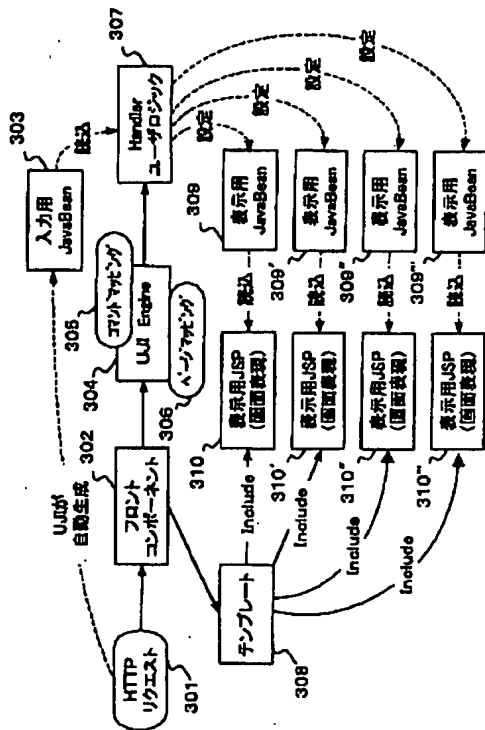 HTTP
リクエスト
301
UJIが
自動生成
フロント
コンポーネント
302
入力用
JavaBean
303
読込
コマンドマッピング
305
UJI Engine
304
ページマッピング
306
Handler
ユーザロジック
307
設定
設定
設定
設定
テンプレート
308
Include
Include
Include
Include
表示用JSP
(画面表現)
310
表示用JSP
(画面表現)
310'
表示用JSP
(画面表現)
310''
表示用JSP
(画面表現)
310'''
読込
読込
読込
読込
表示用
JavaBean
309
表示用
JavaBean
309'
表示用
JavaBean
309''
表示用
JavaBean
309'''